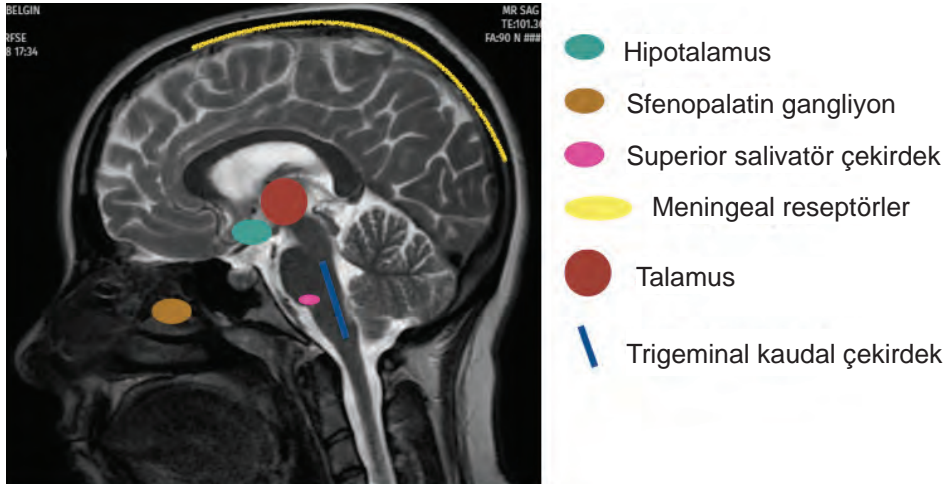 BELGIN
RFSE
8 17:34
MR SAG
TE:101.36
FA:90 N ###
Hipotalamus
Sfenopalatin gangliyon
Superior salivatör çekirdek
Meningeal reseptörler
Talamus
Trigeminal kaudal çekirdek